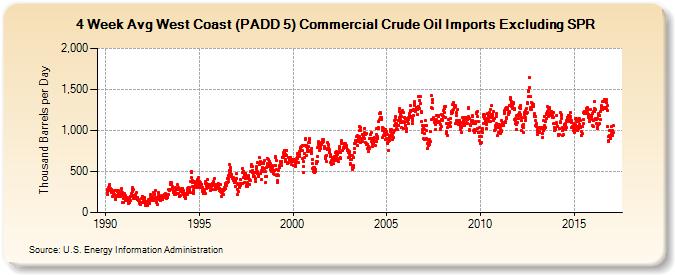 4 Week Avg West Coast (PADD 5) Commercial Crude Oil Imports Excluding SPR
Thousand Barrels per Day
2,000
1,500
1,000
500
0
1990 1995 2000 2005 2010 2015
Source: U.S. Energy Information Administration